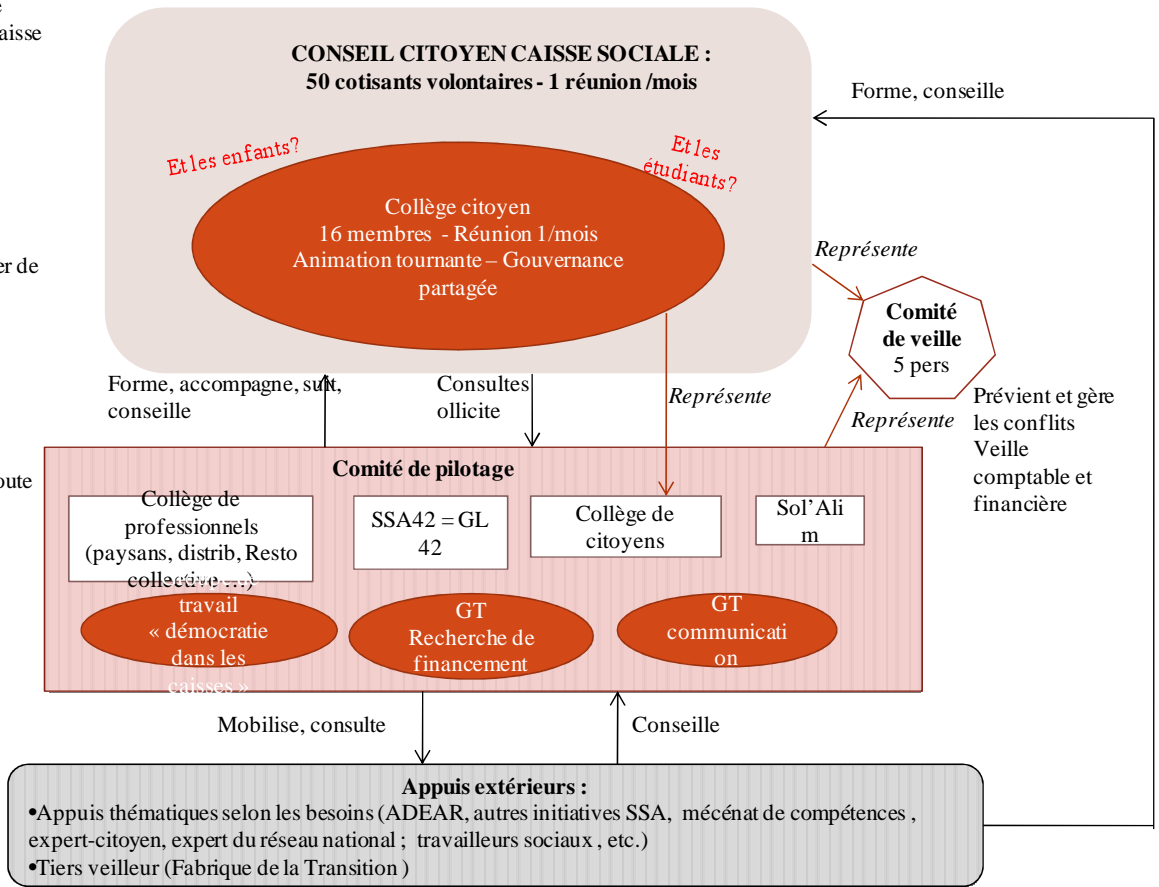 aisse
CONSEIL CITOYEN CAISSE SOCIALE :
50 cotisants volontaires - 1 réunion /mois
Forme, conseille
Et les enfants?
Et les
étudiants?
Collège citoyen
16 membres - Réunion 1/mois
Animation tournante – Gouvernance
partagée
er de
Représente
Comité
de veille
5 pers
Forme, accompagne, suit,
conseille
Consultes
ollicite
Représente
Représente
Prévient et gère
les conflits
Veille
comptable et
financière
oute
Comité de pilotage
Collège de
professionnels
(paysans, distrib, Resto
collective …)
SSA42 = GL
42
Collège de
citoyens
Sol’Ali
m
travail
« démocratie
dans les
caisses »
GT
Recherche de
financement
GT
communicati
on
Mobilise, consulte
Conseille
Appuis extérieurs :
•Appuis thématiques selon les besoins (ADEAR, autres initiatives SSA, mécénat de compétences ,
expert-citoyen, expert du réseau national ; travailleurs sociaux , etc.)
•Tiers veilleur (Fabrique de la Transition )